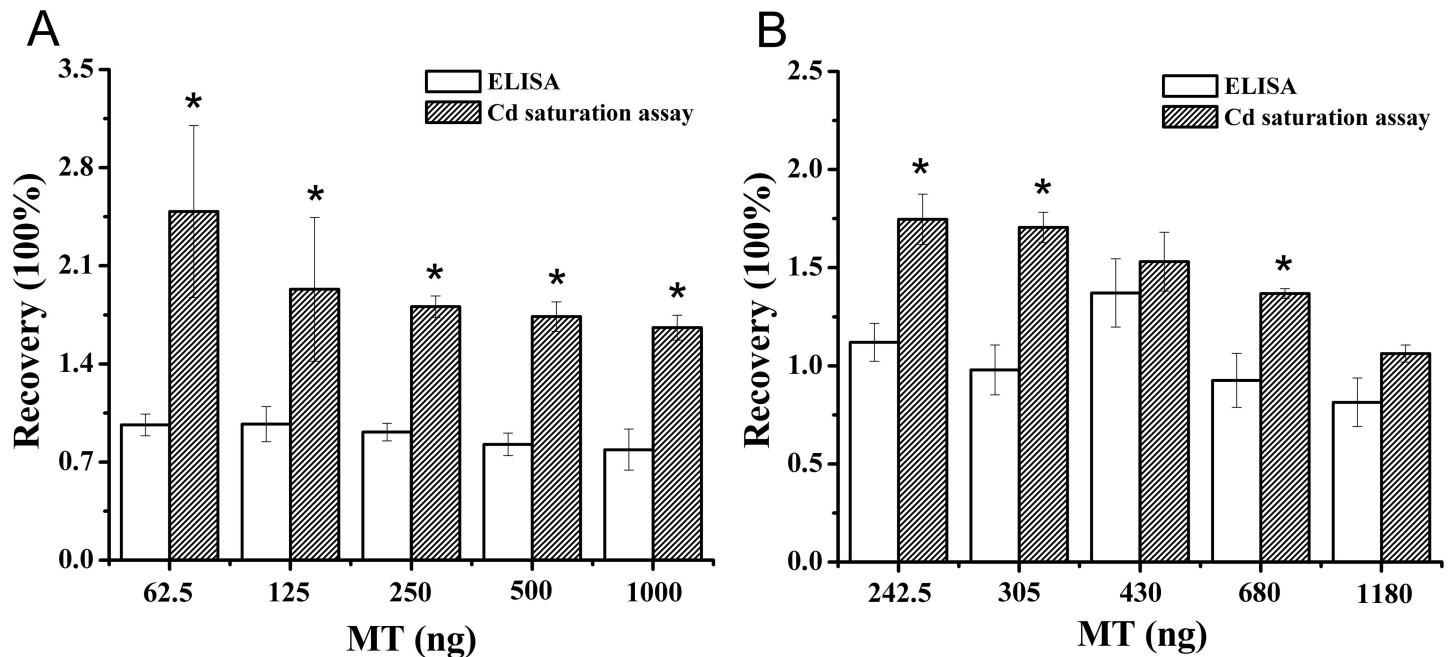 A
Recovery (100%)
3.5
2.8
2.1
1.4
0.7
0.0
ELISA
Cd saturation assay
*
*
*
*
*
62.5 125 250 500 1000
MT (ng)
B
Recovery (100%)
2.5
2.0
1.5
1.0
0.5
0.0
ELISA
Cd saturation assay
*
*
*
242.5 305 430 680 1180
MT (ng)